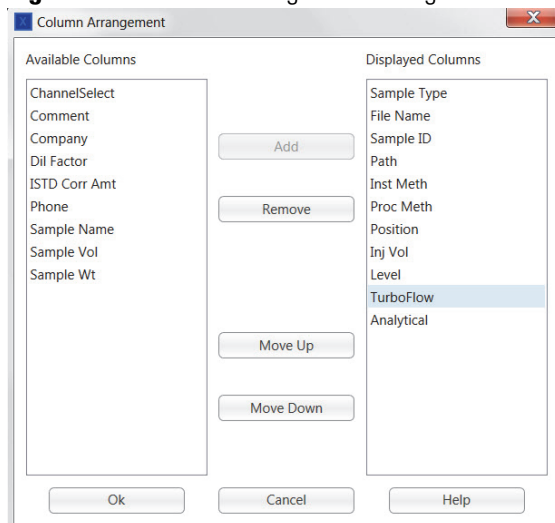 Column Arrangement
Available Columns
ChannelSelect
Comment
Company
Dil Factor
ISTD Corr Amt
Phone
Sample Name
Sample Vol
Sample Wt
Add
Remove
Move Up
Move Down
Displayed Columns
Sample Type
File Name
Sample ID
Path
Inst Meth
Proc Meth
Position
Inj Vol
Level
TurboFlow
Analytical
Ok
Cancel
Help